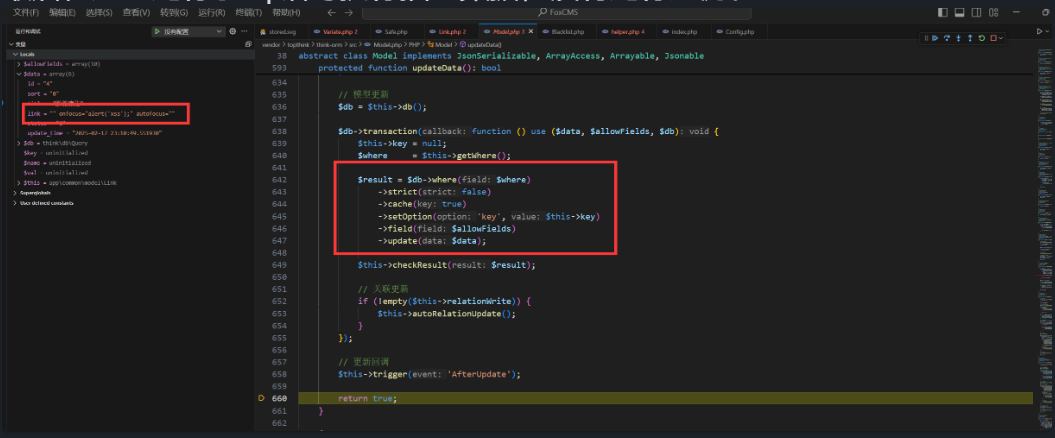 文件(F) 编辑(E) 选择(S) 查看(V) 转到(G) 运行(R) 终端(T) 帮助(H)
FoxCMS
运行和调试
没有配置
stored.svg Variate.php 2 Safe.php Link.php 2 Model.php 3 Blacklist.php helper.php 4 index.php Config.php
vendor > topthink > think-orm > src > Model.php > PHP > Model > updateData()
变量
Locals
$allowFields = array(10)
$data = array(6)
id = "4"
sort = "0"
link = "" onfocus="alert('xss');" autofocus=""
update_time = "2025-02-17 23:10:49.551930"
$db = think\db\Query
$key = uninitialized
$name = uninitialized
$val = uninitialized
$this = app\common\model\Link
Superglobals
User defined constants
38 abstract class Model implements JsonSerializable, ArrayAccess, Arrayable, Jsonable
593 protected function updateData(): bool
634
635 // 模型更新
636 $db = $this->db();
637
638 $db->transaction(callback: function () use ($data, $allowFields, $db): void {
639 $this->key = null;
640 $where = $this->getWhere();
641
642 $result = $db->where(field: $where)
643 ->strict(strict: false)
644 ->cache(key: true)
645 ->setOption(option: 'key', value: $this->key)
646 ->field(field: $allowFields)
647 ->update(data: $data);
648
649 $this->checkResult(result: $result);
650
651 // 关联更新
652 if (!empty($this->relationWrite)) {
653 $this->autoRelationUpdate();
654 }
655 });
656
657 // 更新回调
658 $this->trigger(event: 'AfterUpdate');
659
660 return true;
661 }
662